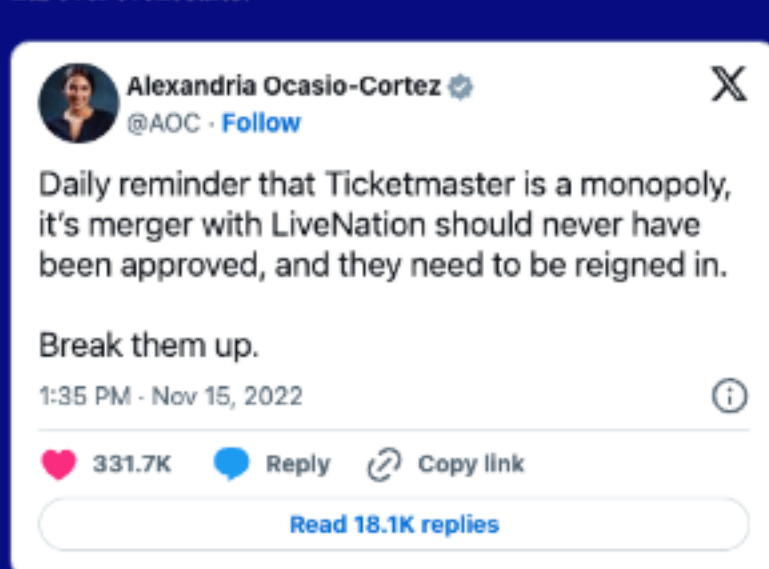 Alexandria Ocasio-Cortez
@AOC · Follow
Daily reminder that Ticketmaster is a monopoly,
it's merger with LiveNation should never have
been approved, and they need to be reigned in.
Break them up.
1:35 PM · Nov 15, 2022
331.7K Reply Copy link
Read 18.1K replies